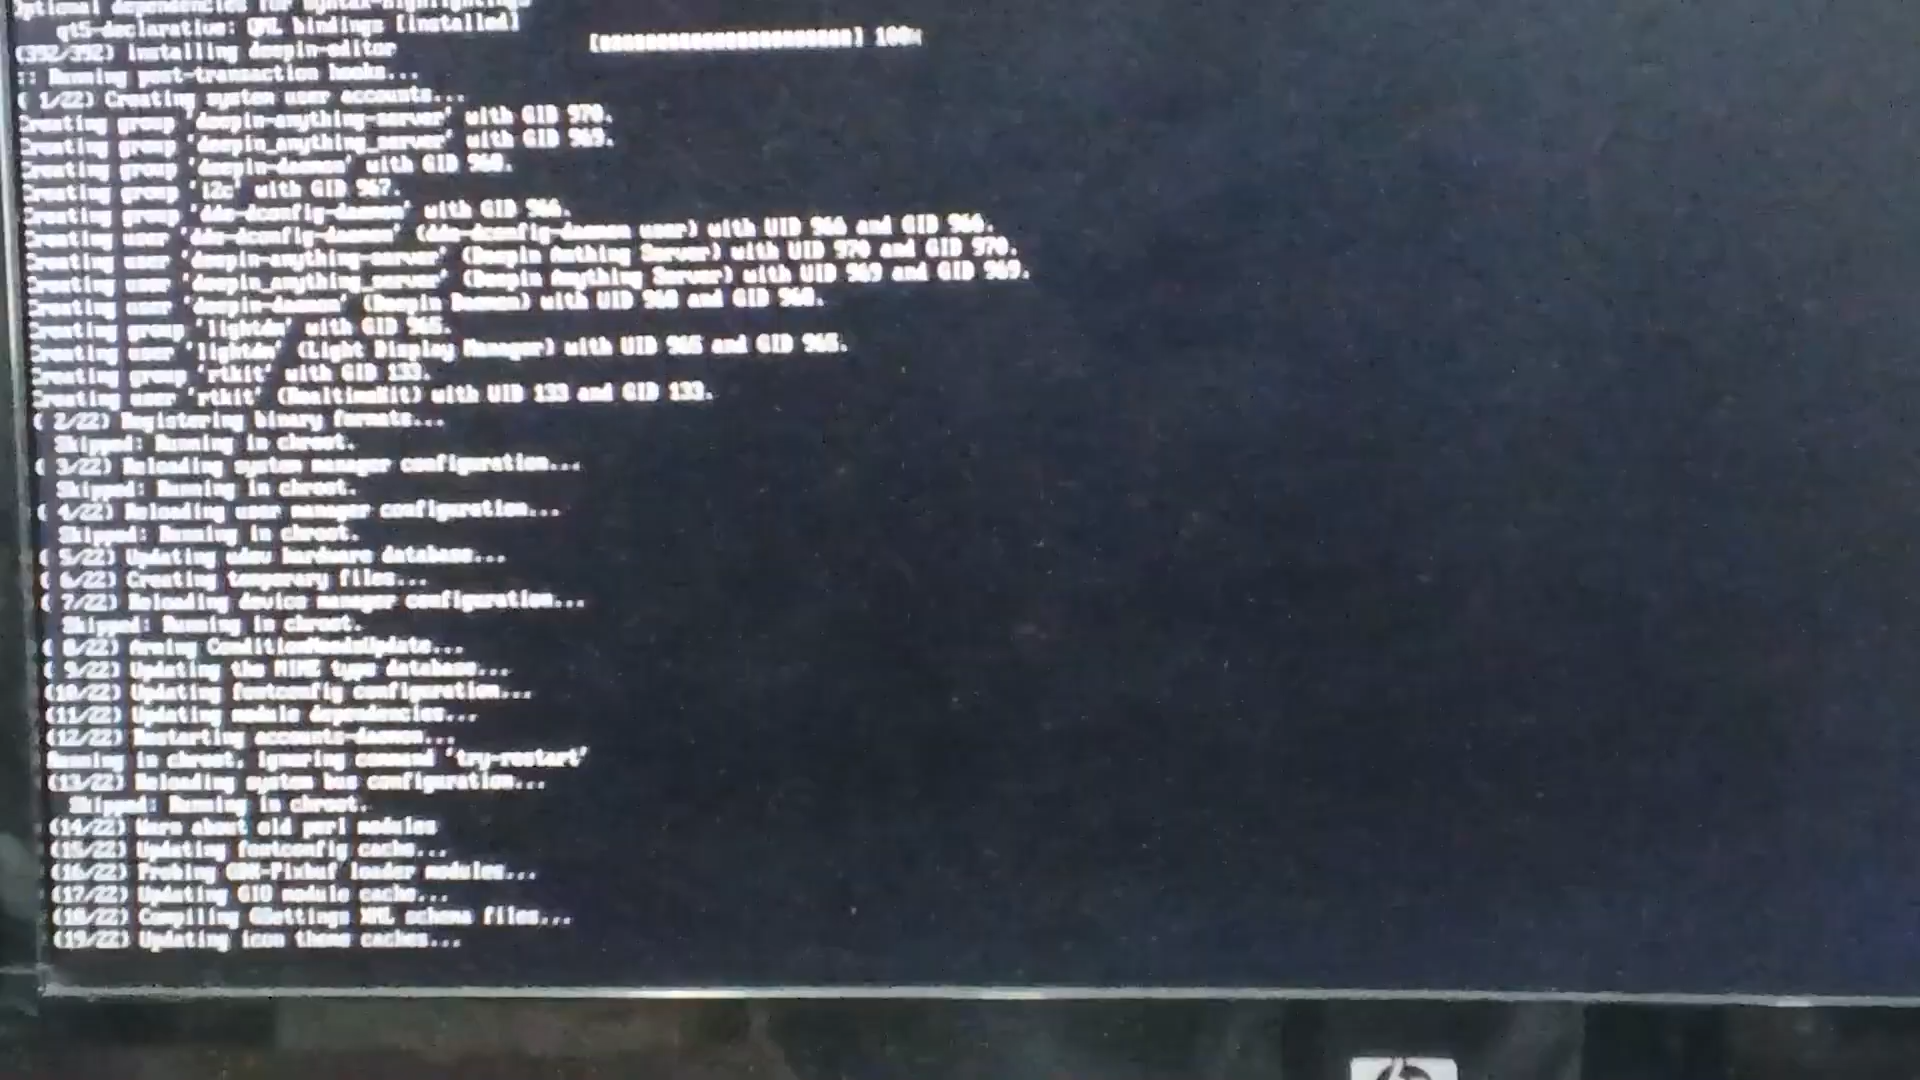 Optional dependencies for syntax-highlighting
qt5-declarative: QML bindings [installed]
(392/392) installing deepin-editor [######################] 100%
:: Running post-transaction hooks...
( 1/22) Creating system user accounts...
Creating group 'deepin-anything-server' with GID 970.
Creating group 'deepin_anything_server' with GID 969.
Creating group 'deepin-daemon' with GID 968.
Creating group 'i2c' with GID 967.
Creating group 'dde-dconfig-daemon' with GID 966.
Creating user 'dde-dconfig-daemon' (dde-dconfig-daemon user) with UID 966 and GID 966.
Creating user 'deepin-anything-server' (Deepin Anthing Server) with UID 970 and GID 970.
Creating user 'deepin_anything_server' (Deepin Anything Server) with UID 969 and GID 969.
Creating user 'deepin-daemon' (Deepin Daemon) with UID 968 and GID 968.
Creating group 'lightdm' with GID 965.
Creating user 'lightdm' (Light Display Manager) with UID 965 and GID 965.
Creating group 'rtkit' with GID 133.
Creating user 'rtkit' (RealtimeKit) with UID 133 and GID 133.
( 2/22) Registering binary formats...
Skipped: Running in chroot.
( 3/22) Reloading system manager configuration...
Skipped: Running in chroot.
( 4/22) Reloading user manager configuration...
Skipped: Running in chroot.
( 5/22) Updating udev hardware database...
( 6/22) Creating temporary files...
( 7/22) Reloading device manager configuration...
Skipped: Running in chroot.
( 8/22) Arming ConditionNeedsUpdate...
( 9/22) Updating the MIME type database...
(10/22) Updating fontconfig configuration...
(11/22) Updating module dependencies...
(12/22) Restarting accounts-daemon...
Running in chroot, ignoring command 'try-restart'
(13/22) Reloading system bus configuration...
Skipped: Running in chroot.
(14/22) Warn about old perl modules
(15/22) Updating fontconfig cache...
(16/22) Probing GDK-Pixbuf loader modules...
(17/22) Updating GIO module cache...
(18/22) Compiling GSettings XML schema files...
(19/22) Updating icon theme caches...
hp